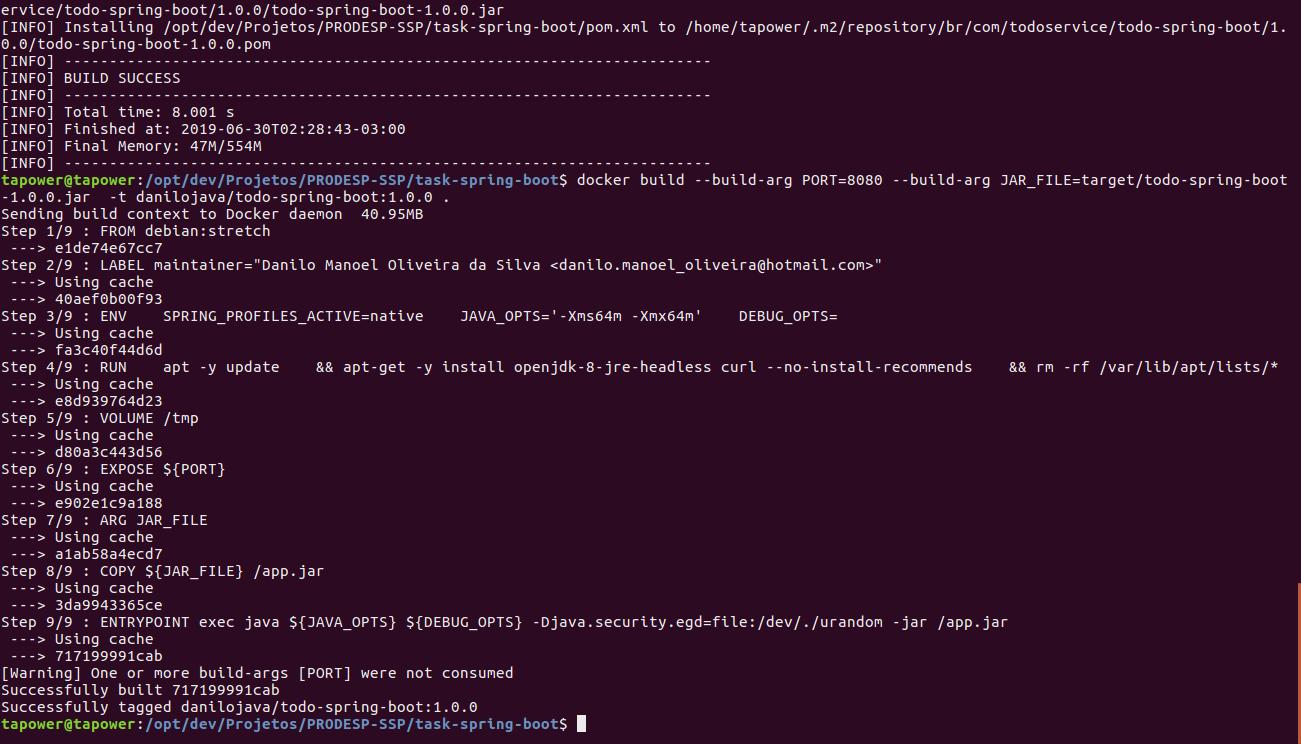 ervice/todo-spring-boot/1.0.0/todo-spring-boot-1.0.0.jar
[INFO] Installing /opt/dev/Projetos/PRODESP-SSP/task-spring-boot/pom.xml to /home/tapower/.m2/repository/br/com/todoservice/todo-spring-boot/1.
0.0/todo-spring-boot-1.0.0.pom
[INFO] ------------------------------------------------------------------------
[INFO] BUILD SUCCESS
[INFO] ------------------------------------------------------------------------
[INFO] Total time: 8.001 s
[INFO] Finished at: 2019-06-30T02:28:43-03:00
[INFO] Final Memory: 47M/554M
[INFO] ------------------------------------------------------------------------
tapower@tapower:/opt/dev/Projetos/PRODESP-SSP/task-spring-boot$ docker build --build-arg PORT=8080 --build-arg JAR_FILE=target/todo-spring-boot
-1.0.0.jar  -t danilojava/todo-spring-boot:1.0.0 .
Sending build context to Docker daemon  40.95MB
Step 1/9 : FROM debian:stretch
 ---> e1de74e67cc7
Step 2/9 : LABEL maintainer="Danilo Manoel Oliveira da Silva <danilo.manoel_oliveira@hotmail.com>"
 ---> Using cache
 ---> 40aef0b00f93
Step 3/9 : ENV    SPRING_PROFILES_ACTIVE=native    JAVA_OPTS='-Xms64m -Xmx64m'    DEBUG_OPTS=
 ---> Using cache
 ---> fa3c40f44d6d
Step 4/9 : RUN    apt -y update    && apt-get -y install openjdk-8-jre-headless curl --no-install-recommends    && rm -rf /var/lib/apt/lists/*
 ---> Using cache
 ---> e8d939764d23
Step 5/9 : VOLUME /tmp
 ---> Using cache
 ---> d80a3c443d56
Step 6/9 : EXPOSE ${PORT}
 ---> Using cache
 ---> e902e1c9a188
Step 7/9 : ARG JAR_FILE
 ---> Using cache
 ---> a1ab58a4ecd7
Step 8/9 : COPY ${JAR_FILE} /app.jar
 ---> Using cache
 ---> 3da9943365ce
Step 9/9 : ENTRYPOINT exec java ${JAVA_OPTS} ${DEBUG_OPTS} -Djava.security.egd=file:/dev/./urandom -jar /app.jar
 ---> Using cache
 ---> 717199991cab
[Warning] One or more build-args [PORT] were not consumed
Successfully built 717199991cab
Successfully tagged danilojava/todo-spring-boot:1.0.0
tapower@tapower:/opt/dev/Projetos/PRODESP-SSP/task-spring-boot$